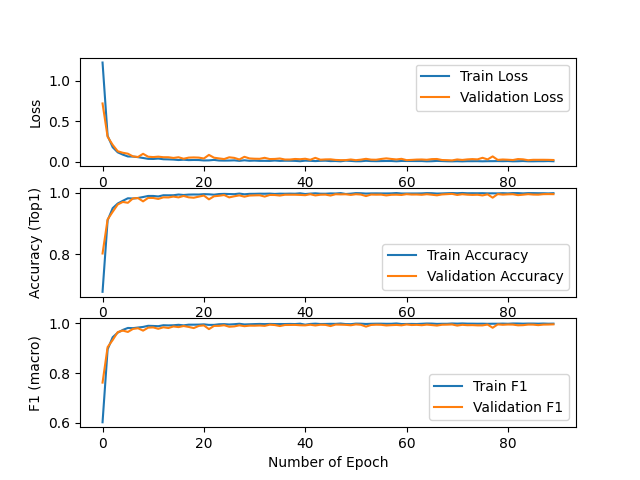 1.0
0.5
0.0
Loss
Train Loss
Validation Loss
0 20 40 60 80
1.0
0.8
Accuracy (Top1)
Train Accuracy
Validation Accuracy
0 20 40 60 80
1.0
0.8
0.6
F1 (macro)
Train F1
Validation F1
0 20 40 60 80
Number of Epoch